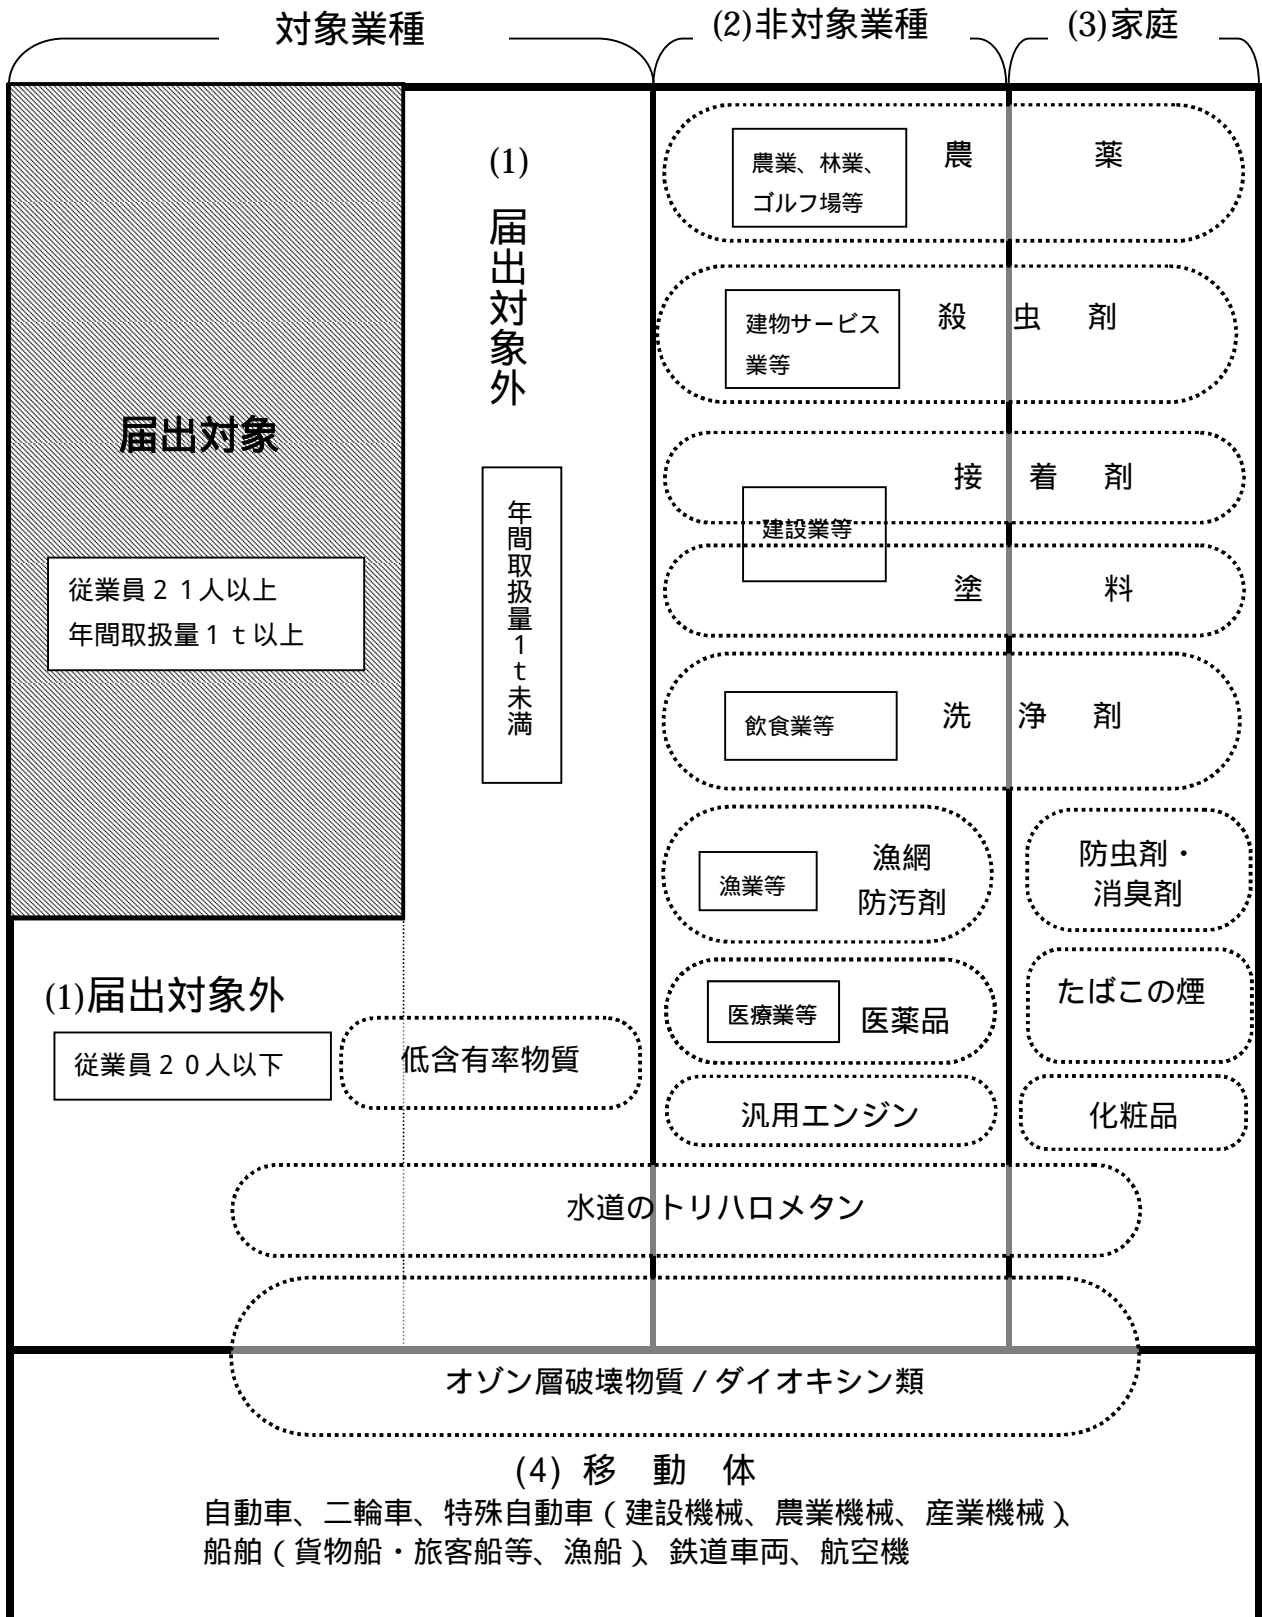 対象業種
(2)非対象業種
(3)家庭
届出対象
従業員２１人以上
年間取扱量１ｔ以上
(1)
届出対象外
年間取扱量１ｔ未満
農薬
農業、林業、
ゴルフ場等
殺虫剤
建物サービス
業等
接着剤
建設業等
塗料
洗浄剤
飲食業等
漁網
防汚剤
漁業等
防虫剤・
消臭剤
(1)届出対象外
従業員２０人以下
低含有率物質
医療業等
医薬品
たばこの煙
汎用エンジン
化粧品
水道のトリハロメタン
オゾン層破壊物質／ダイオキシン類
(4) 移　動　体
自動車、二輪車、特殊自動車（建設機械、農業機械、産業機械）、
船舶（貨物船・旅客船等、漁船）、鉄道車両、航空機